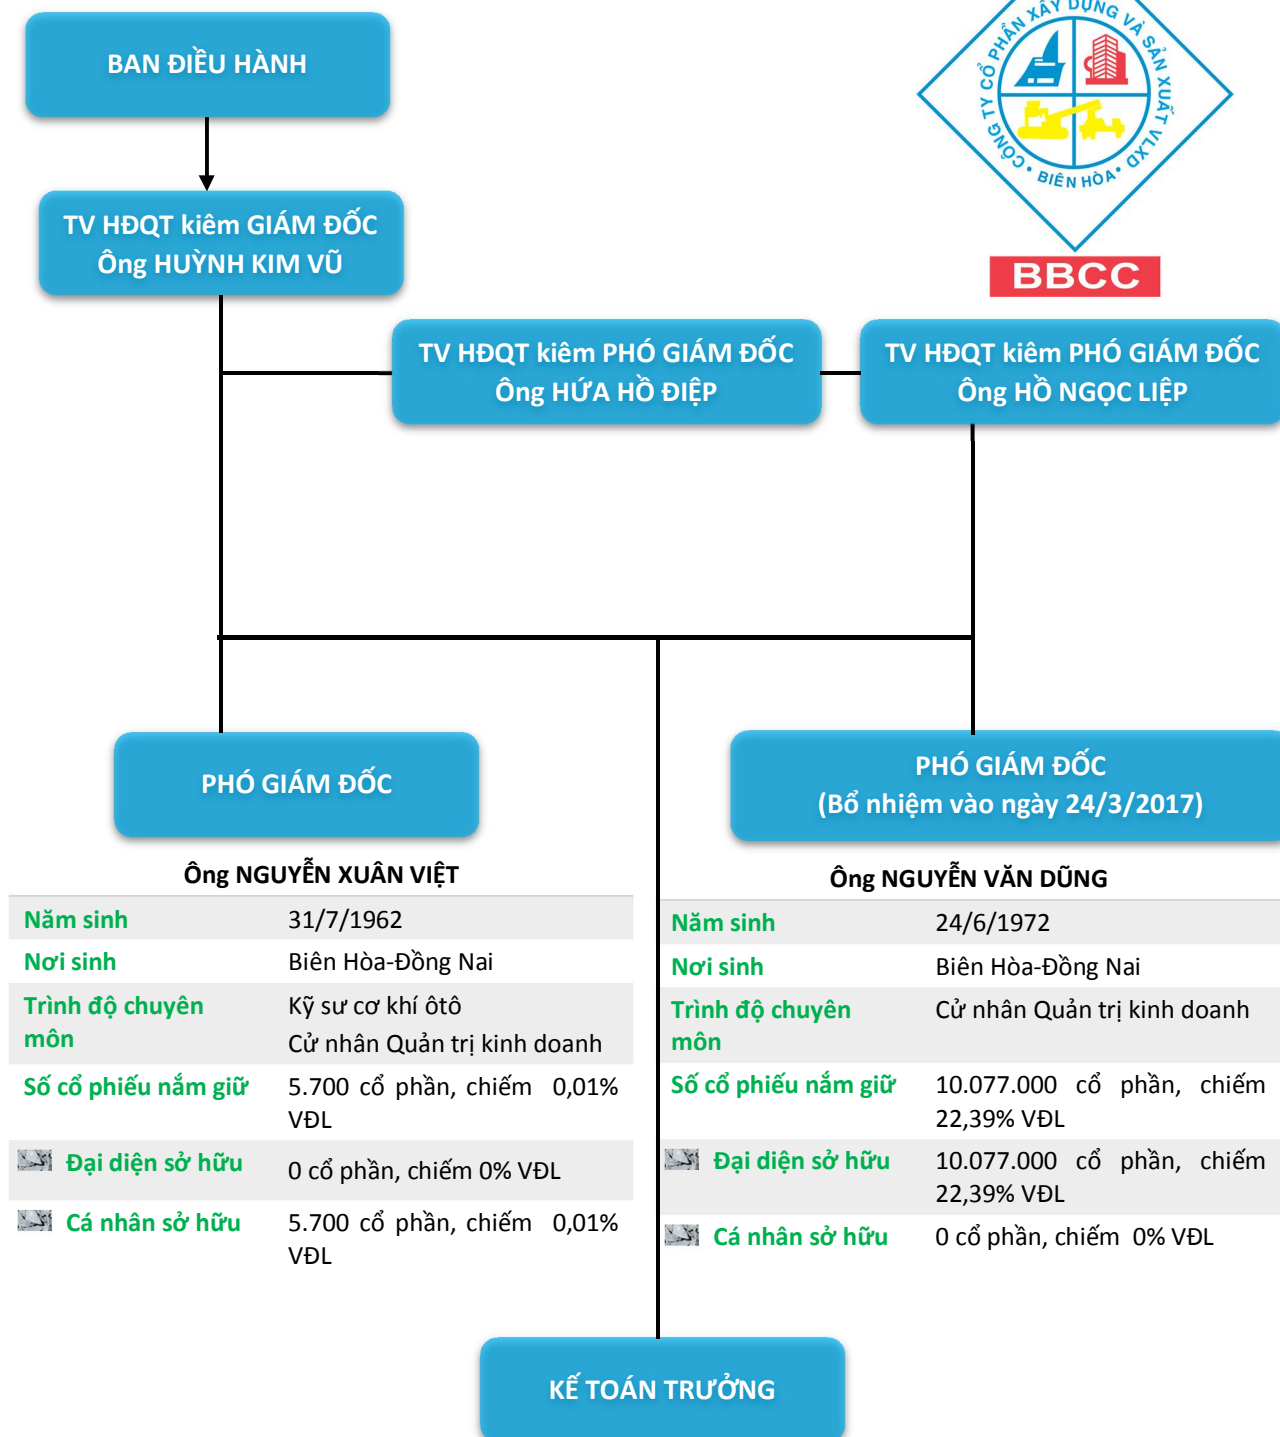 BAN ĐIỀU HÀNH
CÔNG TY CỔ PHẦN XÂY DỰNG VÀ SẢN XUẤT VLXD
• BIÊN HÒA •
BBCC
TV HĐQT kiêm GIÁM ĐỐC
Ông HUỲNH KIM VŨ
TV HĐQT kiêm PHÓ GIÁM ĐỐC
Ông HỨA HỒ ĐIỆP
TV HĐQT kiêm PHÓ GIÁM ĐỐC
Ông HỒ NGỌC LIỆP
PHÓ GIÁM ĐỐC
Ông NGUYỄN XUÂN VIỆT
Năm sinh 31/7/1962
Nơi sinh Biên Hòa-Đồng Nai
Trình độ chuyên Kỹ sư cơ khí ôtô
môn Cử nhân Quản trị kinh doanh
Số cổ phiếu nắm giữ 5.700 cổ phần, chiếm 0,01%
VĐL
Đại diện sở hữu 0 cổ phần, chiếm 0% VĐL
Cá nhân sở hữu 5.700 cổ phần, chiếm 0,01%
VĐL
PHÓ GIÁM ĐỐC
(Bổ nhiệm vào ngày 24/3/2017)
Ông NGUYỄN VĂN DŨNG
Năm sinh 24/6/1972
Nơi sinh Biên Hòa-Đồng Nai
Trình độ chuyên Cử nhân Quản trị kinh doanh
môn
Số cổ phiếu nắm giữ 10.077.000 cổ phần, chiếm
22,39% VĐL
Đại diện sở hữu 10.077.000 cổ phần, chiếm
22,39% VĐL
Cá nhân sở hữu 0 cổ phần, chiếm 0% VĐL
KẾ TOÁN TRƯỞNG